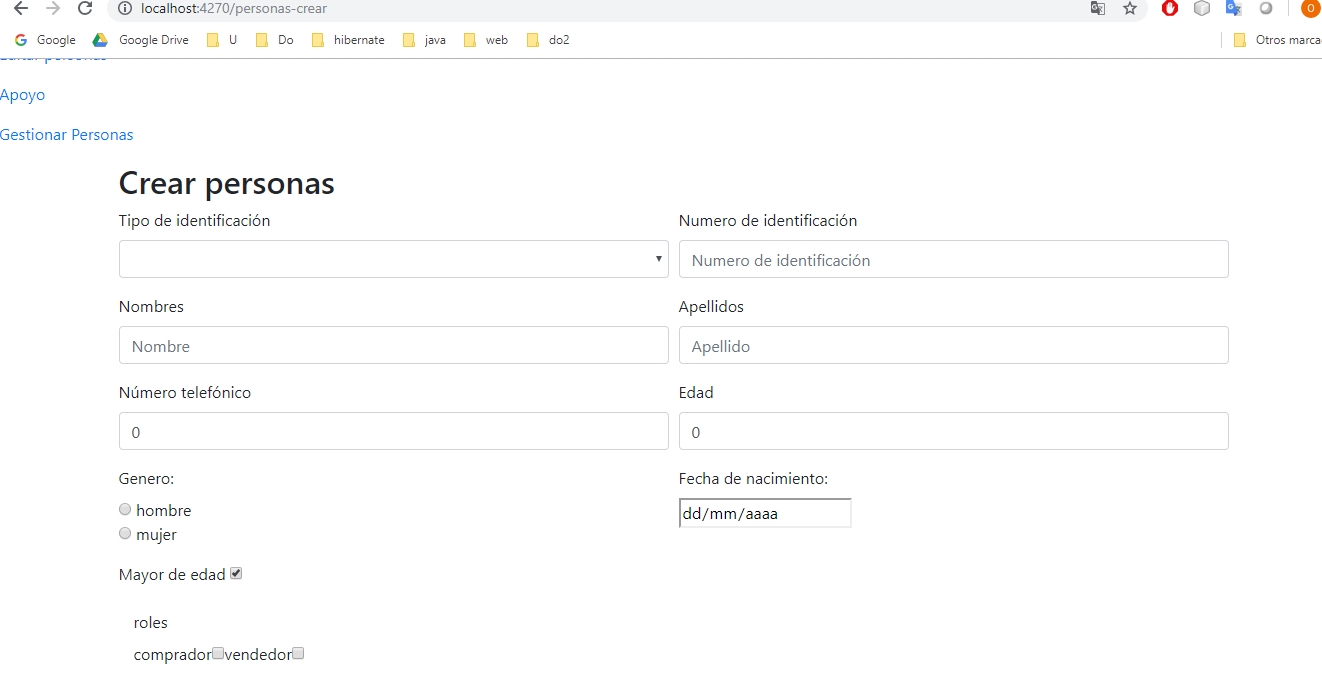 localhost:4270/personas-crear
Google Google Drive U Do hibernate java web do2 Otros marca
Editar personas
Apoyo
Gestionar Personas
Crear personas
Tipo de identificación Numero de identificación
Numero de identificación
Nombres Apellidos
Nombre Apellido
Número telefónico Edad
0 0
Genero: Fecha de nacimiento:
hombre dd/mm/aaaa
mujer
Mayor de edad
roles
comprador vendedor